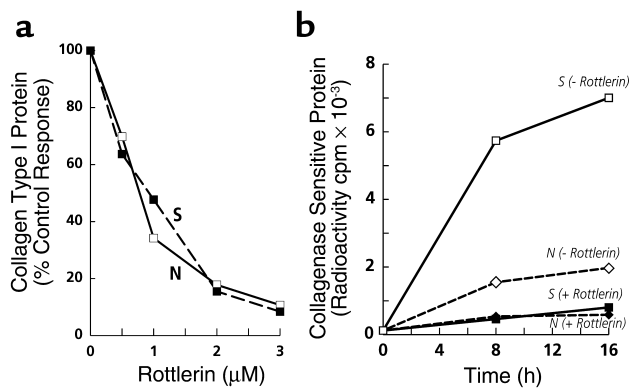 a
Collagen Type I Protein
(% Control Response)
100
80
60
40
20
0
S
N
0
1
2
3
Rottlerin (μM)
b
Collagenase Sensitive Protein
(Radioactivity cpm × 10⁻³)
8
6
4
2
0
S (- Rottlerin)
N (- Rottlerin)
S (+ Rottlerin)
N (+ Rottlerin)
0
8
12
16
Time (h)